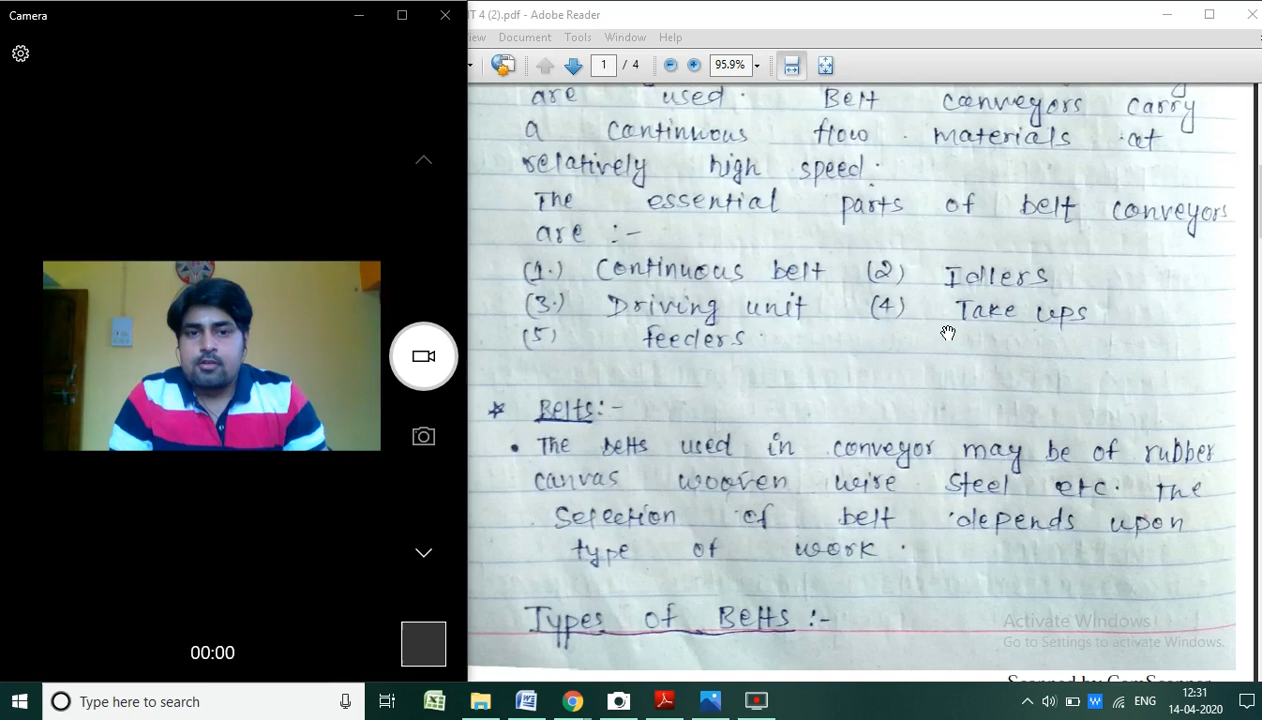 Camera
T 4 (2).pdf - Adobe Reader
iew Document Tools Window Help
1 / 4 95.9%
are used. Belt conveyors carry
a continuous flow materials at
relatively high speed.
The essential parts of belt conveyors
are :-
(1.) Continuous belt (2) Idlers
(3.) Driving unit (4) Take ups
(5) feeders
* Belts:-
• The belts used in conveyor may be of rubber
canvas wooven wire steel etc. The
selection of belt depends upon
type of work.
Types of Belts :-
Activate Windows
Go to Settings to activate Windows.
Scanned by CamScanner
00:00
Type here to search
ENG
12:31
14-04-2020